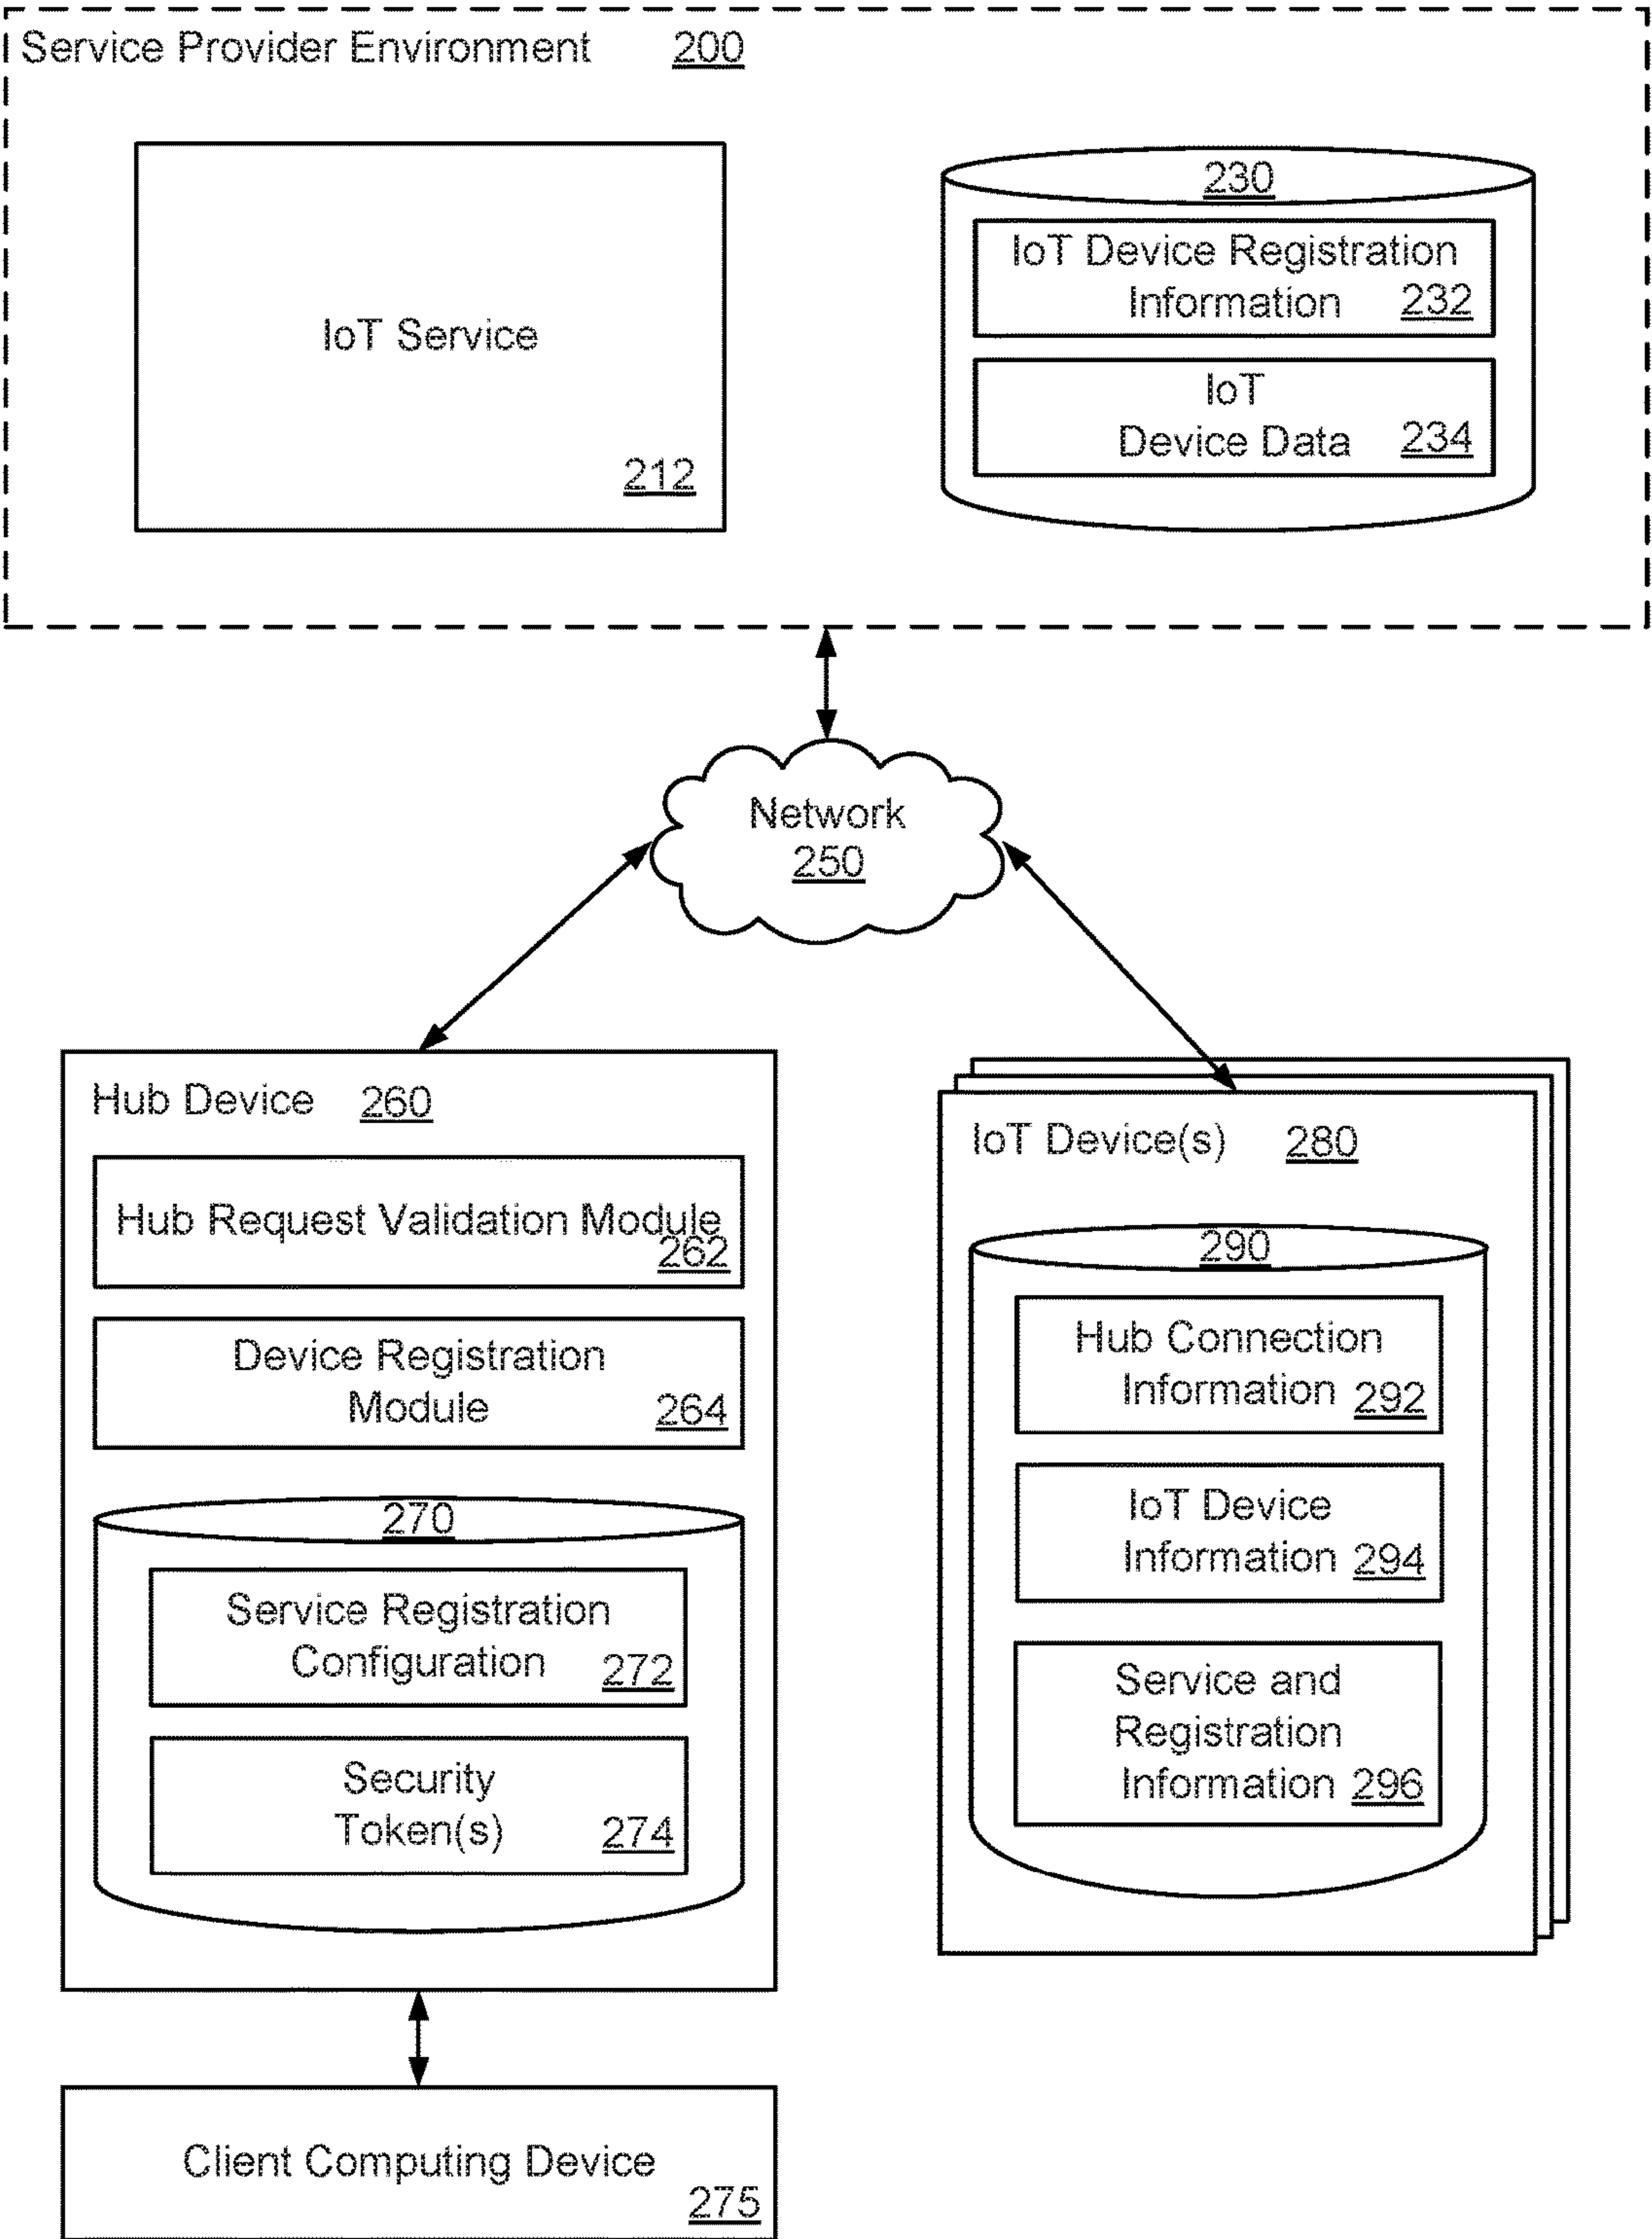 Service Provider Environment 200
IoT Service
212
230
IoT Device Registration
Information 232
IoT
Device Data 234
Network
250
Hub Device 260
Hub Request Validation Module
262
Device Registration
Module 264
270
Service Registration
Configuration 272
Security
Token(s) 274
IoT Device(s) 280
290
Hub Connection
Information 292
IoT Device
Information 294
Service and
Registration
Information 296
Client Computing Device
275